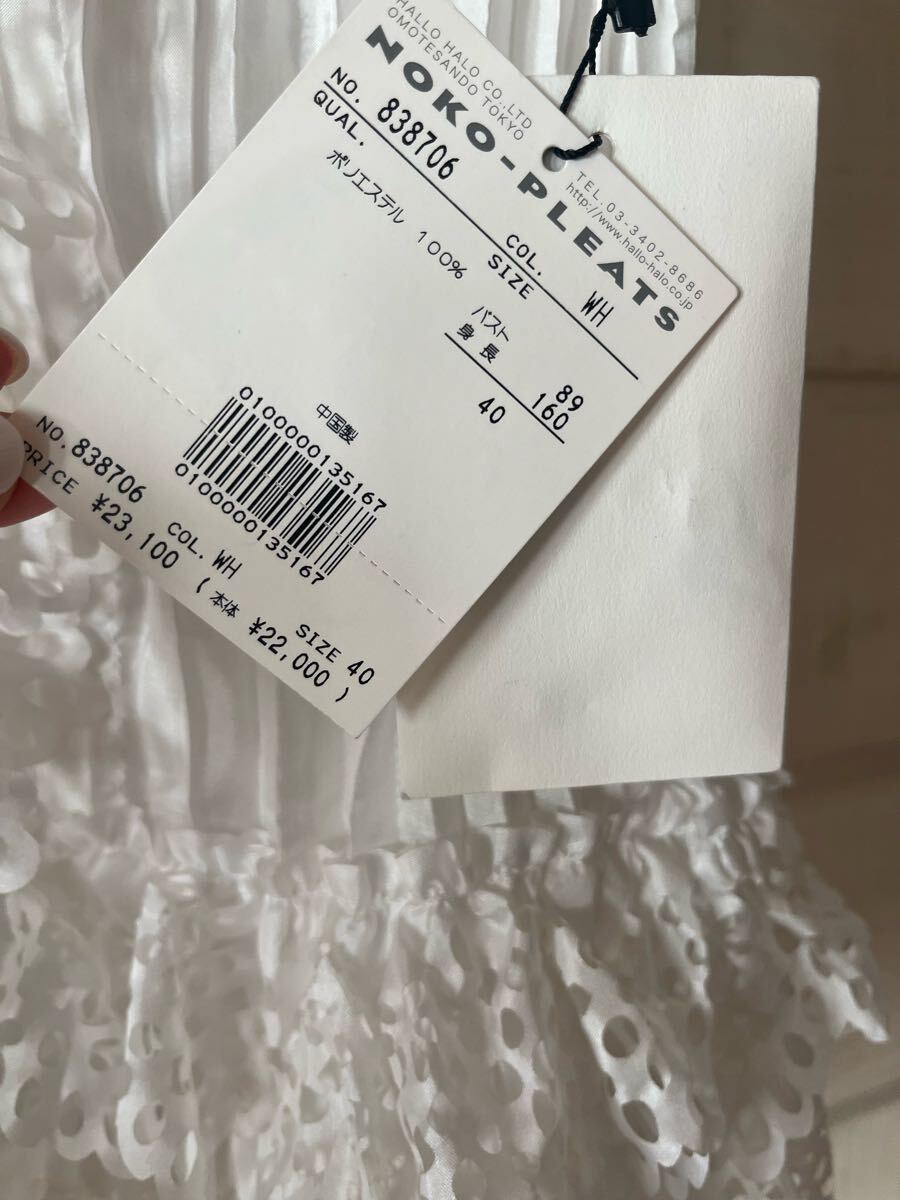 HALLO HALO CO.,LTD
OMOTESANDO TOKYO
TEL.03-3402-8686
http://www.hallo-halo.co.jp
NOKO-PLEATS
NO. 838706 COL. WH
QUAL. SIZE
ポリエステル 100%
バスト 89
身長 160
40
中国製
0100000135167
0100000135167
NO.838706 COL.WH SIZE 40
PRICE ¥23,100 (本体 ¥22,000)